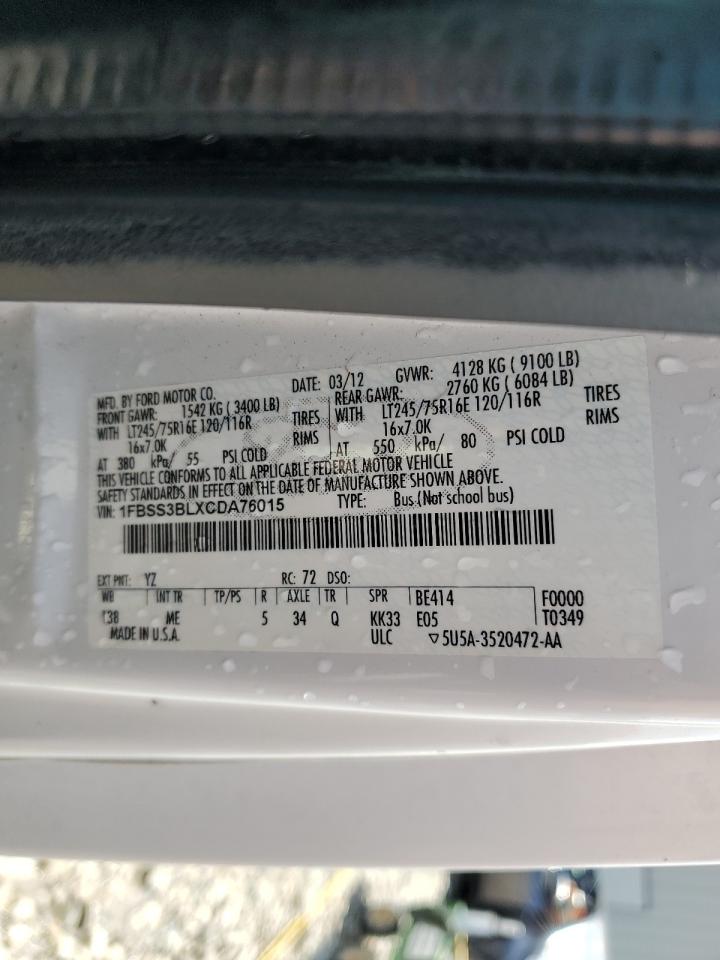 MFD. BY FORD MOTOR CO.
DATE: 03/12 GVWR: 4128 KG ( 9100 LB)
FRONT GAWR: 1542 KG ( 3400 LB) REAR GAWR: 2760 KG ( 6084 LB)
WITH LT245/75R16E 120/116R TIRES WITH LT245/75R16E 120/116R TIRES
16x7.0K RIMS 16x7.0K RIMS
AT 380 kPa/ 55 PSI COLD AT 550 kPa/ 80 PSI COLD
THIS VEHICLE CONFORMS TO ALL APPLICABLE FEDERAL MOTOR VEHICLE
SAFETY STANDARDS IN EFFECT ON THE DATE OF MANUFACTURE SHOWN ABOVE.
VIN: 1FBSS3BLXCDA76015 TYPE: Bus (Not school bus)
EXT PNT: YZ RC: 72 DSO:
WB INT TR TP/PS R AXLE TR SPR BE414 F0000
138 ME 5 34 Q KK33 E05 T0349
MADE IN U.S.A. ULC ▽5U5A-3520472-AA